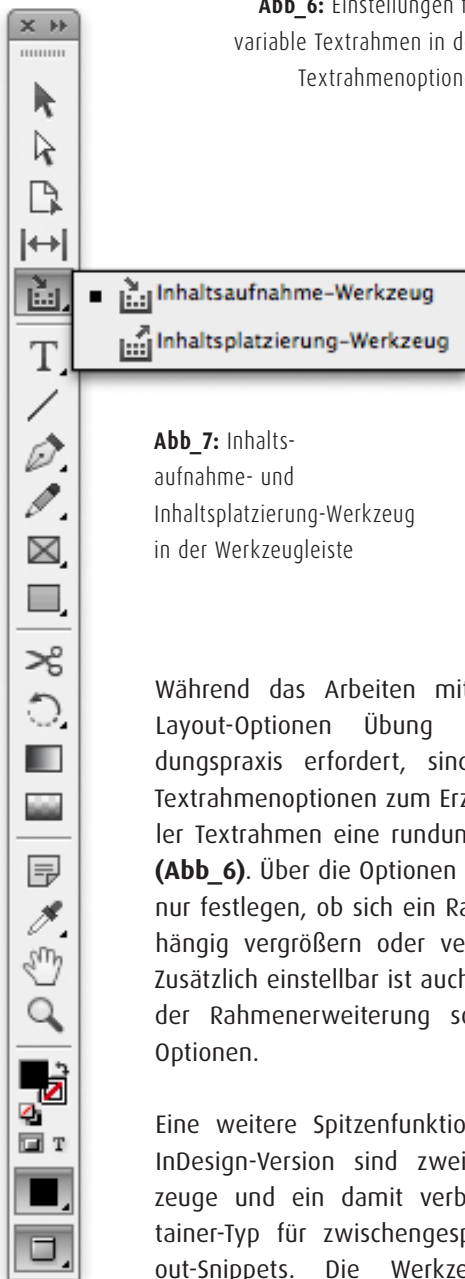 Abb_6: Einstellungen
variable Textrahmen in
Textrahmenoption
Inhaltsaufnahme-Werkzeug
Inhaltsplatzierung-Werkzeug
T
Abb_7: Inhalts-
aufnahme- und
Inhaltsplatzierung-Werkzeug
in der Werkzeugleiste
Während das Arbeiten mit
Layout-Optionen Übung
dungspraxis erfordert, sind
Textrahmenoptionen zum Erz
ler Textrahmen eine rundun
(Abb_6). Über die Optionen
nur festlegen, ob sich ein Ra
hängig vergrößern oder ve
Zusätzlich einstellbar ist auch
der Rahmenerweiterung so
Optionen.
Eine weitere Spitzenfunktio
InDesign-Version sind zwei
zeuge und ein damit verb
tainer-Typ für zwischengesp
out-Snippets. Die Werkze
T